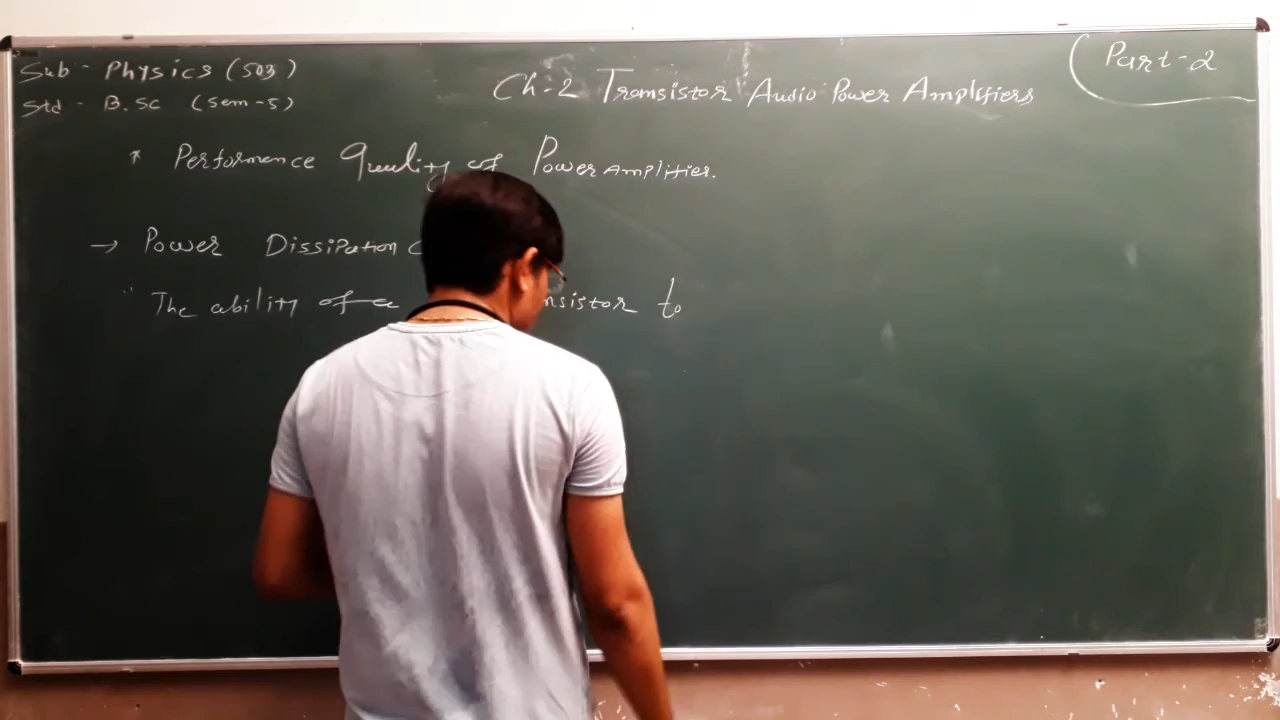 Sub - Physics (503)
Std - B.Sc (Sem-5)
Ch-2 Transistor Audio Power Amplifiers
Part-2
* Performance Quality of Power Amplifier.
→ Power Dissipation C
" The ability of a nsistor to